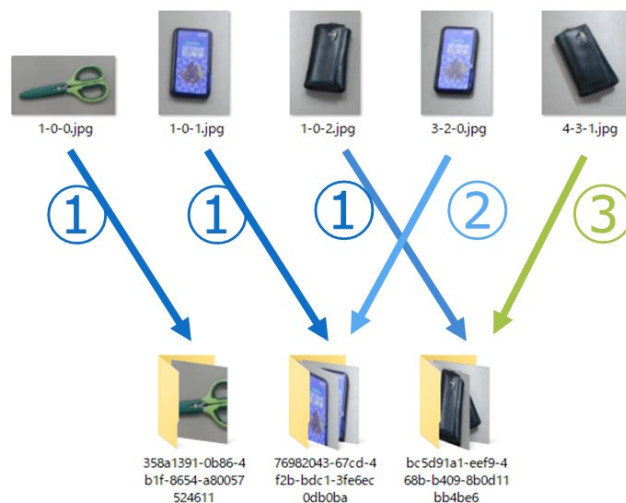 1-0-0.jpg
1-0-1.jpg
1-0-2.jpg
3-2-0.jpg
4-3-1.jpg
①
①
①
②
③
358a1391-0b86-4
b1f-8654-a80057
524611
76982043-67cd-4
f2b-bdc1-3fe6ec
0db0ba
bc5d91a1-eef9-4
68b-b409-8b0d11
bb4be6